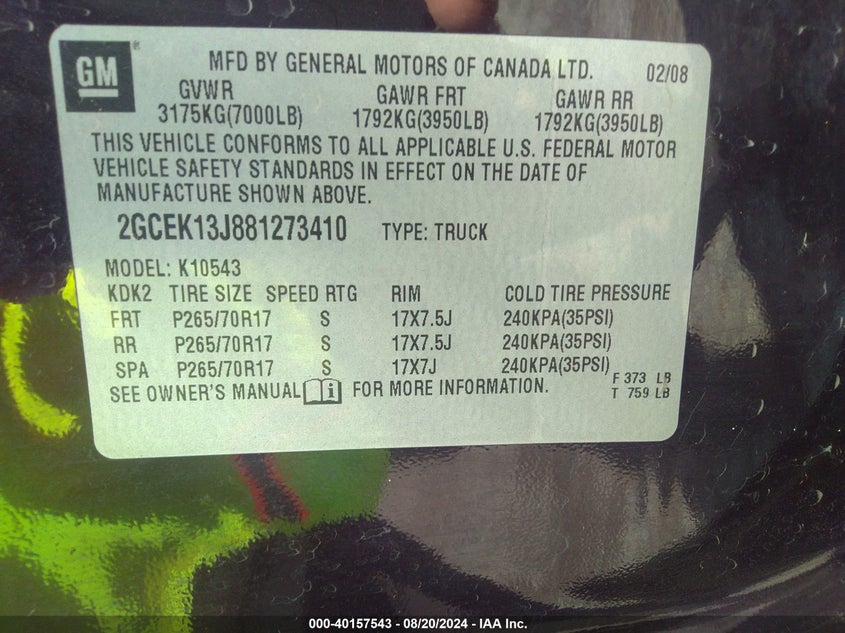 GM®
MFD BY GENERAL MOTORS OF CANADA LTD. 02/08
GVWR GAWR FRT GAWR RR
3175KG(7000LB) 1792KG(3950LB) 1792KG(3950LB)
THIS VEHICLE CONFORMS TO ALL APPLICABLE U.S. FEDERAL MOTOR
VEHICLE SAFETY STANDARDS IN EFFECT ON THE DATE OF
MANUFACTURE SHOWN ABOVE.
2GCEK13J881273410 TYPE: TRUCK
MODEL: K10543
KDK2 TIRE SIZE SPEED RTG RIM COLD TIRE PRESSURE
FRT P265/70R17 S 17X7.5J 240KPA(35PSI)
RR P265/70R17 S 17X7.5J 240KPA(35PSI)
SPA P265/70R17 S 17X7J 240KPA(35PSI)
SEE OWNER'S MANUAL i FOR MORE INFORMATION. F 373 LB
T 759 LB
000-40157543 - 08/20/2024 - IAA Inc.